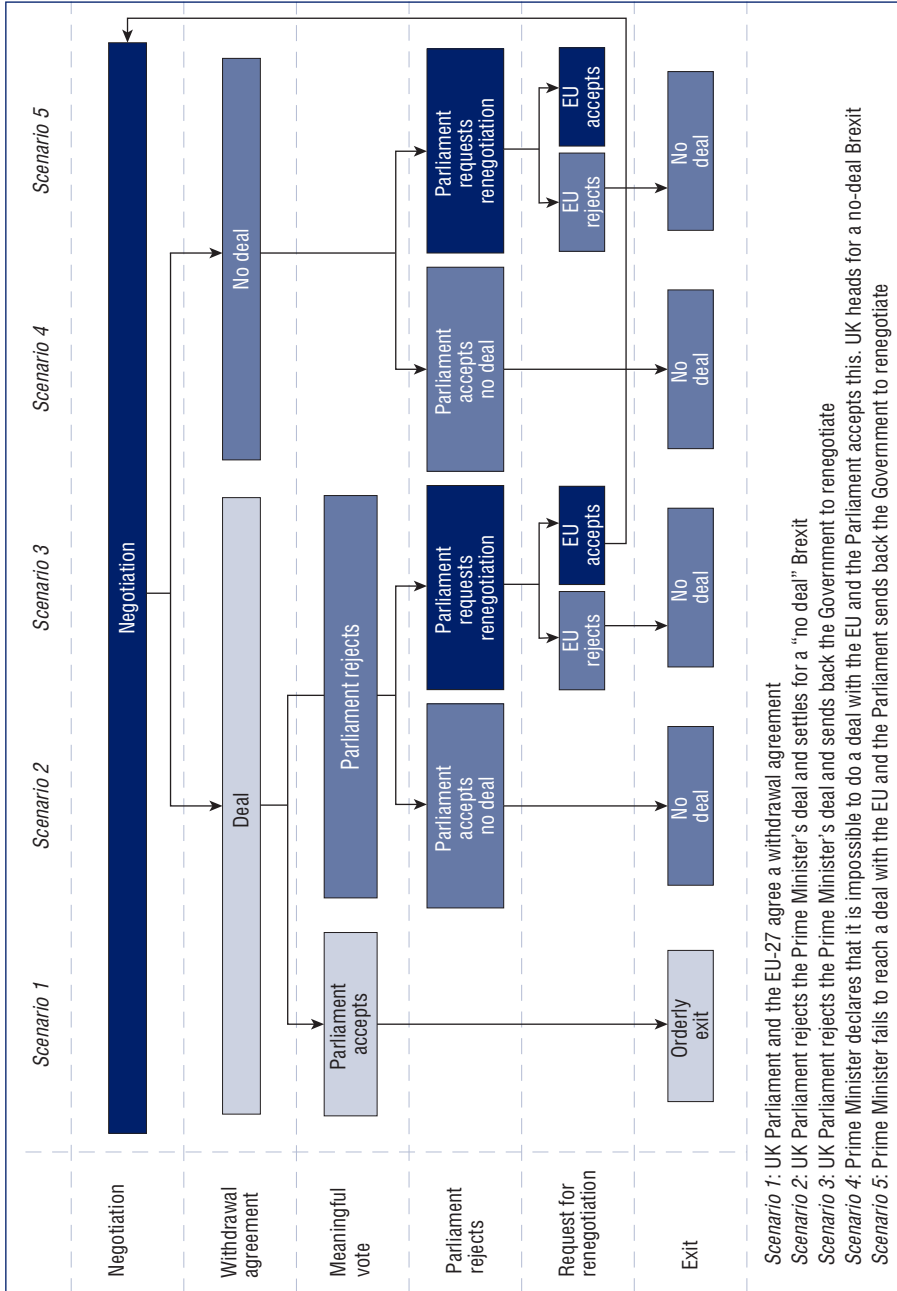 Scenario 1
Scenario 2
Scenario 3
Scenario 4
Scenario 5
Negotiation
Negotiation
Withdrawal
agreement
Deal
No deal
Meaningful
vote
Parliament
accepts
Parliament rejects
Parliament
rejects
Parliament
accepts
no deal
Parliament
requests
renegotiation
Parliament
accepts
no deal
Parliament
requests
renegotiation
Request for
renegotiation
EU
rejects
EU
accepts
EU
rejects
EU
accepts
Exit
Orderly
exit
No
deal
No
deal
No
deal
No
deal
Scenario 1: UK Parliament and the EU-27 agree a withdrawal agreement
Scenario 2: UK Parliament rejects the Prime Minister's deal and settles for a “no deal” Brexit
Scenario 3: UK Parliament rejects the Prime Minister's deal and sends back the Government to renegotiate
Scenario 4: Prime Minister declares that it is impossible to do a deal with the EU and the Parliament accepts this. UK heads for a no-deal Brexit
Scenario 5: Prime Minister fails to reach a deal with the EU and the Parliament sends back the Government to renegotiate